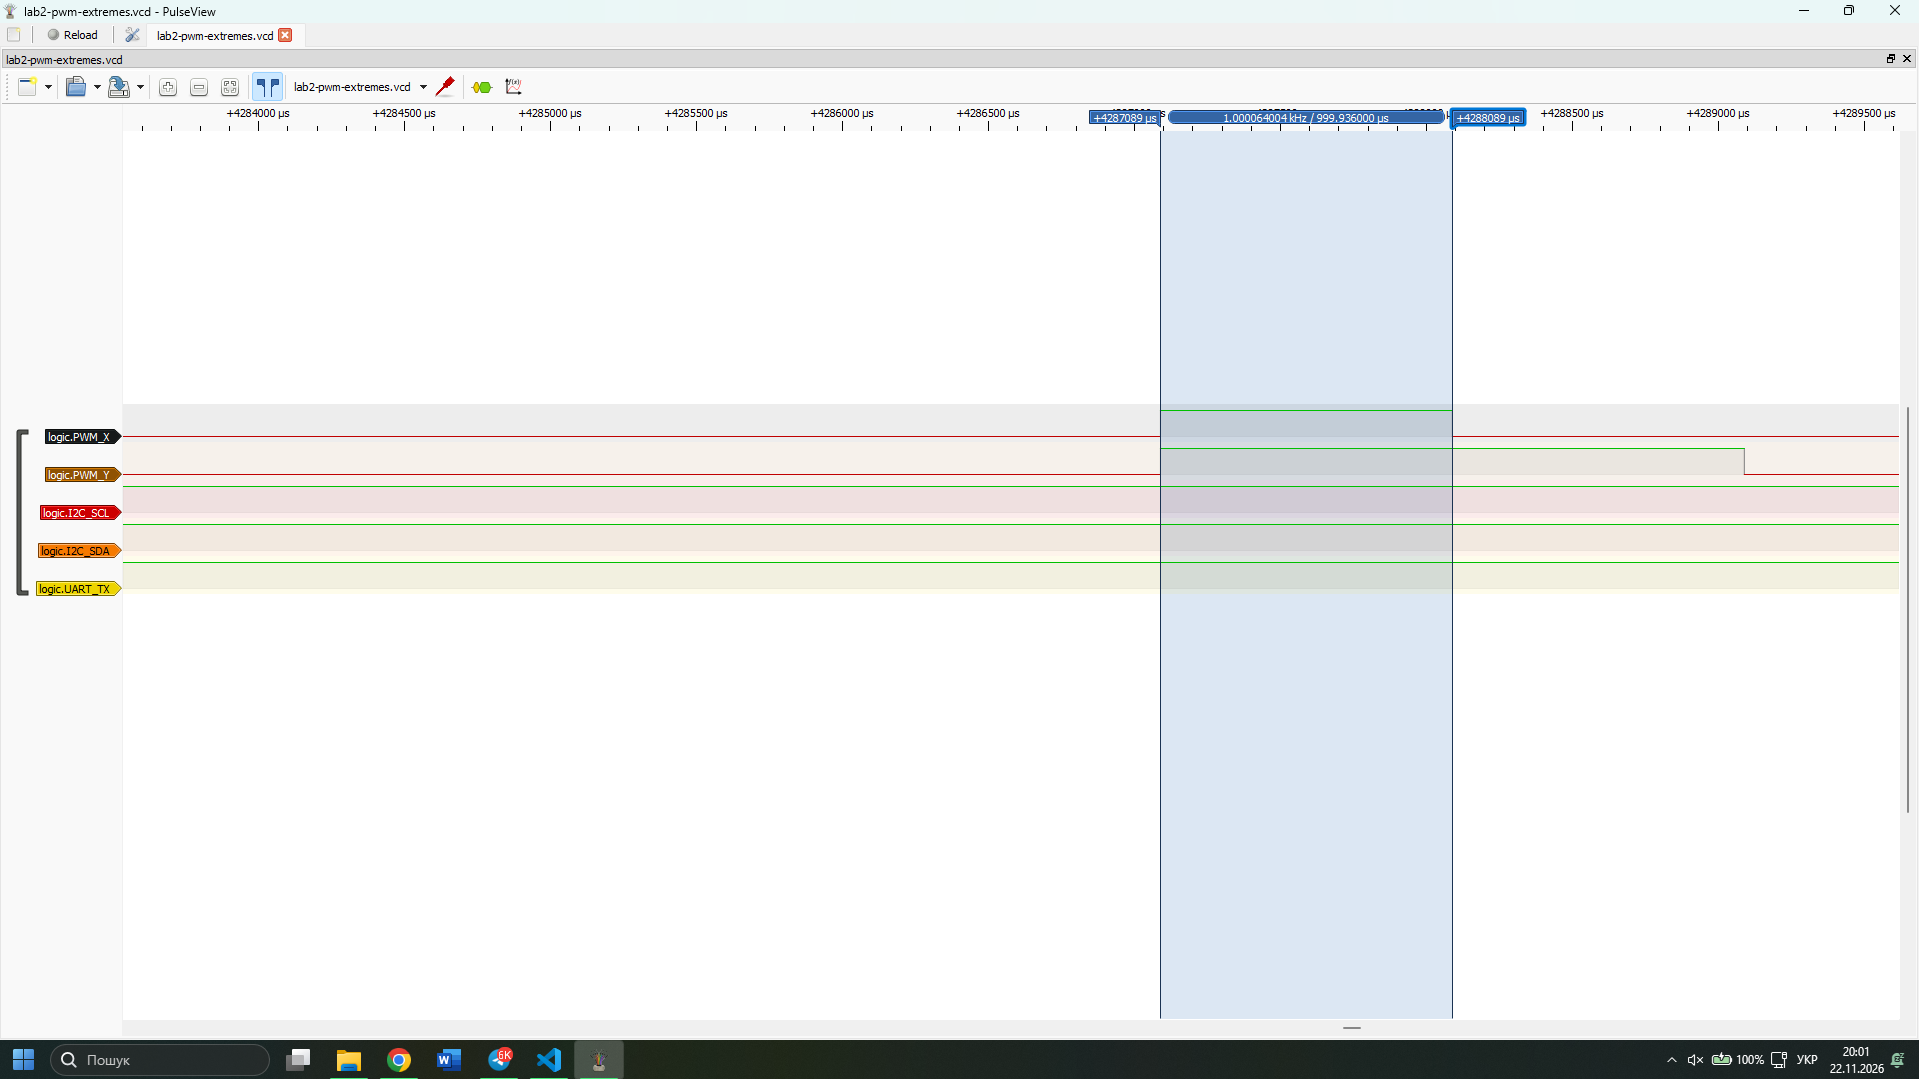 lab2-pwm-extremes.vcd - PulseView
Reload
lab2-pwm-extremes.vcd
lab2-pwm-extremes.vcd
lab2-pwm-extremes.vcd
+4284000 µs +4284500 µs +4285000 µs +4285500 µs +4286000 µs +4286500 µs +4288500 µs +4289000 µs +4289500 µs
+4287089 µs 1.000064004 kHz / 999.936000 µs +4288089 µs
logic.PWM_X
logic.PWM_Y
logic.I2C_SCL
logic.I2C_SDA
logic.UART_TX
Пошук
6K
100%
УКР
20:01
22.11.2026